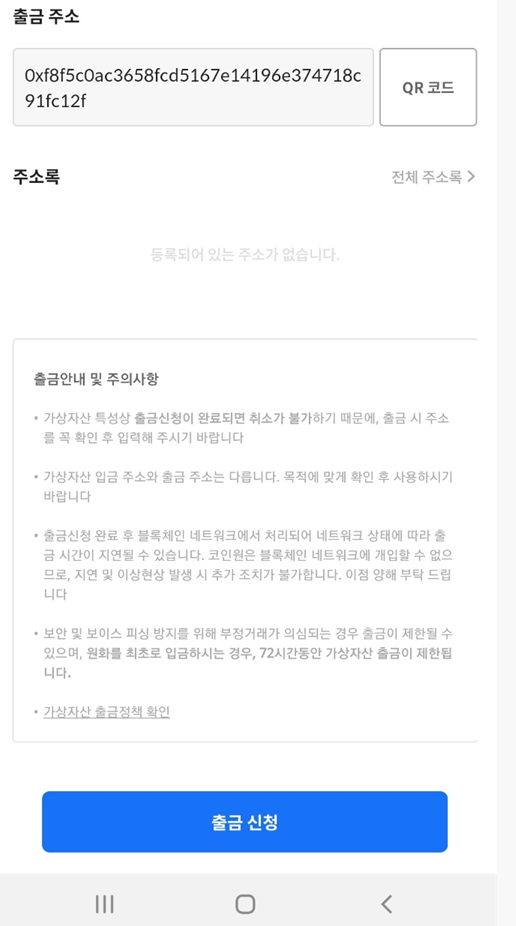 출금 주소
0xf8f5c0ac3658fcd5167e14196e374718c
91fc12f
QR 코드
주소록
전체 주소록 >
등록되어 있는 주소가 없습니다.
출금안내 및 주의사항
• 가상자산 특성상 출금신청이 완료되면 취소가 불가하기 때문에, 출금 시 주소
를 꼭 확인 후 입력해 주시기 바랍니다
• 가상자산 입금 주소와 출금 주소는 다릅니다. 목적에 맞게 확인 후 사용하시기
바랍니다
• 출금신청 완료 후 블록체인 네트워크에서 처리되어 네트워크 상태에 따라 출
금 시간이 지연될 수 있습니다. 코인원은 블록체인 네트워크에 개입할 수 없으
므로, 지연 및 이상현상 발생 시 추가 조치가 불가합니다. 이점 양해 부탁 드립
니다
• 보안 및 보이스 피싱 방지를 위해 부정거래가 의심되는 경우 출금이 제한될 수
있으며, 원화를 최초로 입금하시는 경우, 72시간동안 가상자산 출금이 제한됩
니다.
• 가상자산 출금정책 확인
출금 신청